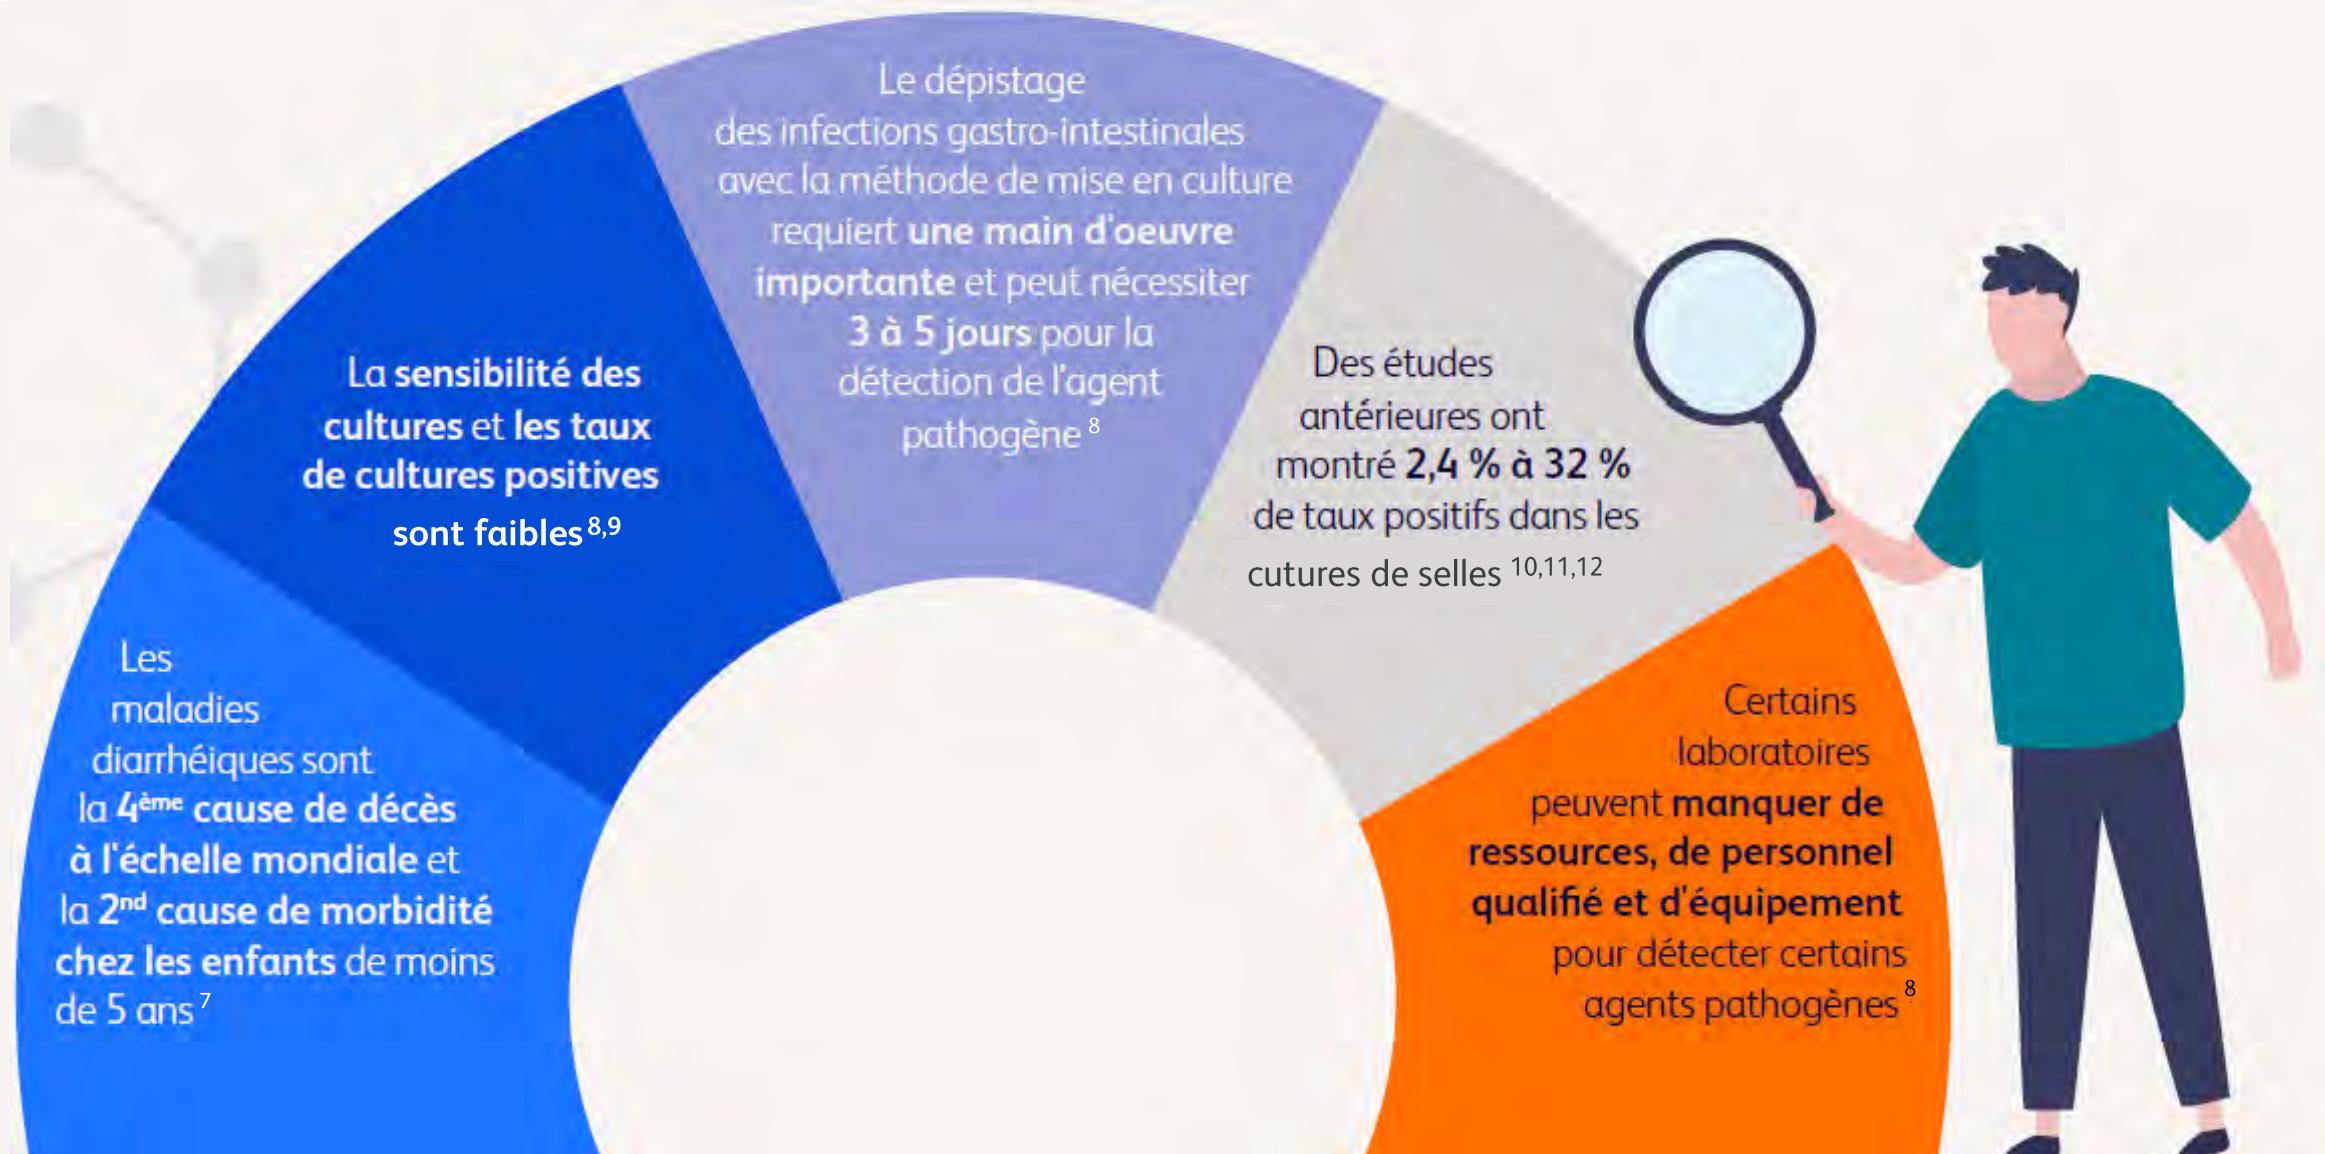 Les
maladies
diarrhéiques sont
la 4ème cause de décès
à l'échelle mondiale et
la 2nd cause de morbidité
chez les enfants de moins
de 5 ans 7
La sensibilité des
cultures et les taux
de cultures positives
sont faibles 8,9
Le dépistage
des infections gastro-intestinales
avec la méthode de mise en culture
requiert une main d'oeuvre
importante et peut nécessiter
3 à 5 jours pour la
détection de l'agent
pathogène 8
Des études
antérieures ont
montré 2,4 % à 32 %
de taux positifs dans les
cutures de selles 10,11,12
Certains
laboratoires
peuvent manquer de
ressources, de personnel
qualifié et d'équipement
pour détecter certains
agents pathogènes 8